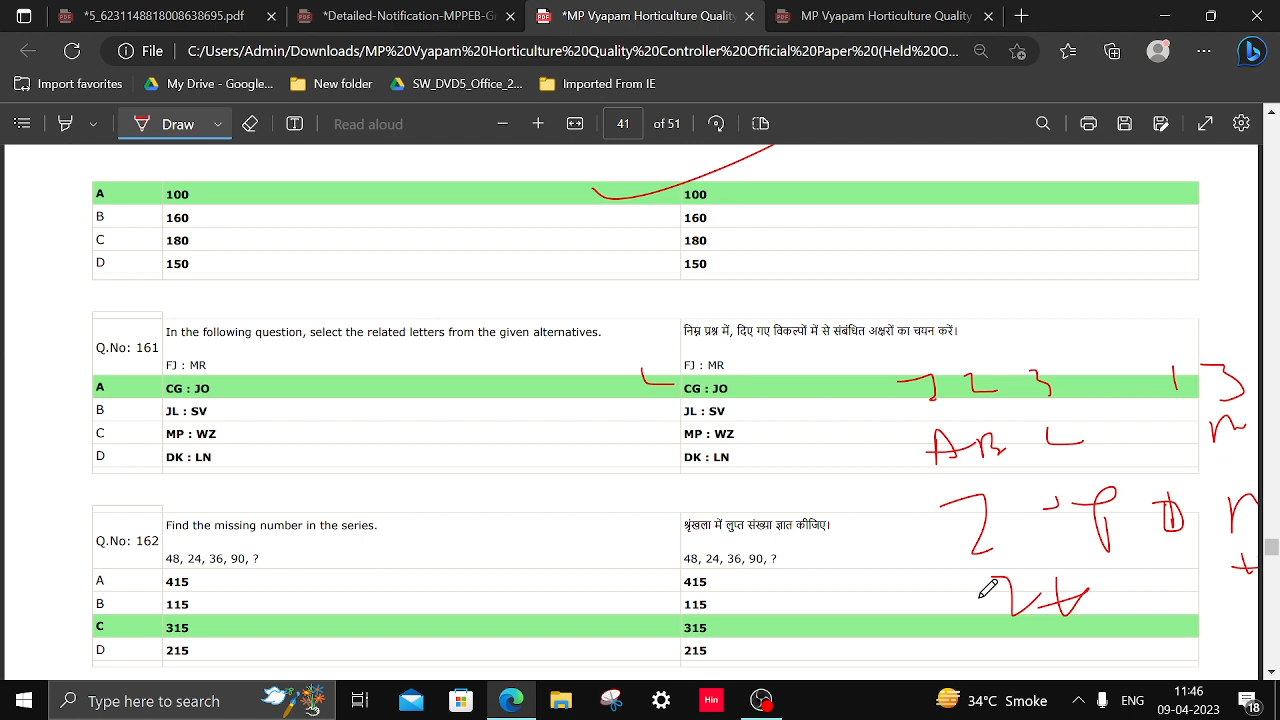 *5_6231148818008638695.pdf
*Detailed-Notification-MPPEB-G
*MP Vyapam Horticulture Quality
MP Vyapam Horticulture Quality
File C:/Users/Admin/Downloads/MP%20Vyapam%20Horticulture%20Quality%20Controller%20Official%20Paper(Held%20O...
Import favorites My Drive - Google... New folder SW_DVD5_Office_2... Imported From IE
Draw Read aloud 41 of 51
A 100 100
B 160 160
C 180 180
D 150 150
In the following question, select the related letters from the given alternatives. निम्न प्रश्न में, दिए गए विकल्पों में से संबंधित अक्षरों का चयन करें।
Q.No: 161
FJ : MR FJ : MR
A CG : JO CG : JO
B JL : SV JL : SV
C MP : WZ MP : WZ
D DK : LN DK : LN
2 3 1 3
A B
Find the missing number in the series. श्रृंखला में लुप्त संख्या ज्ञात कीजिए।
Q.No: 162
48, 24, 36, 90, ? 48, 24, 36, 90, ?
A 415 415
B 115 115
C 315 315
D 215 215
Type here to search Hin 34°C Smoke ENG 11:46
09-04-2023 18